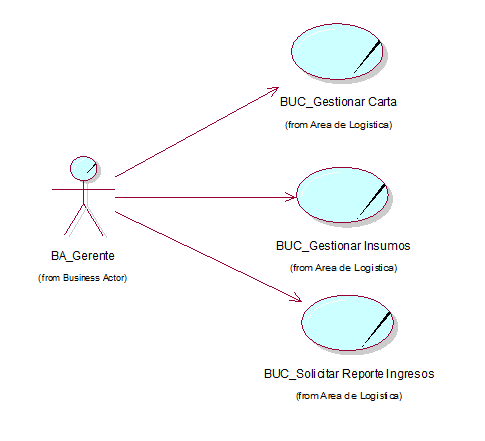 BUC_Gestionar Carta
(from Area de Logistica)
BUC_Gestionar Insumos
(from Area de Logistica)
BA_Gerente
(from Business Actor)
BUC_Solicitar Reporte Ingresos
(from Area de Logistica)